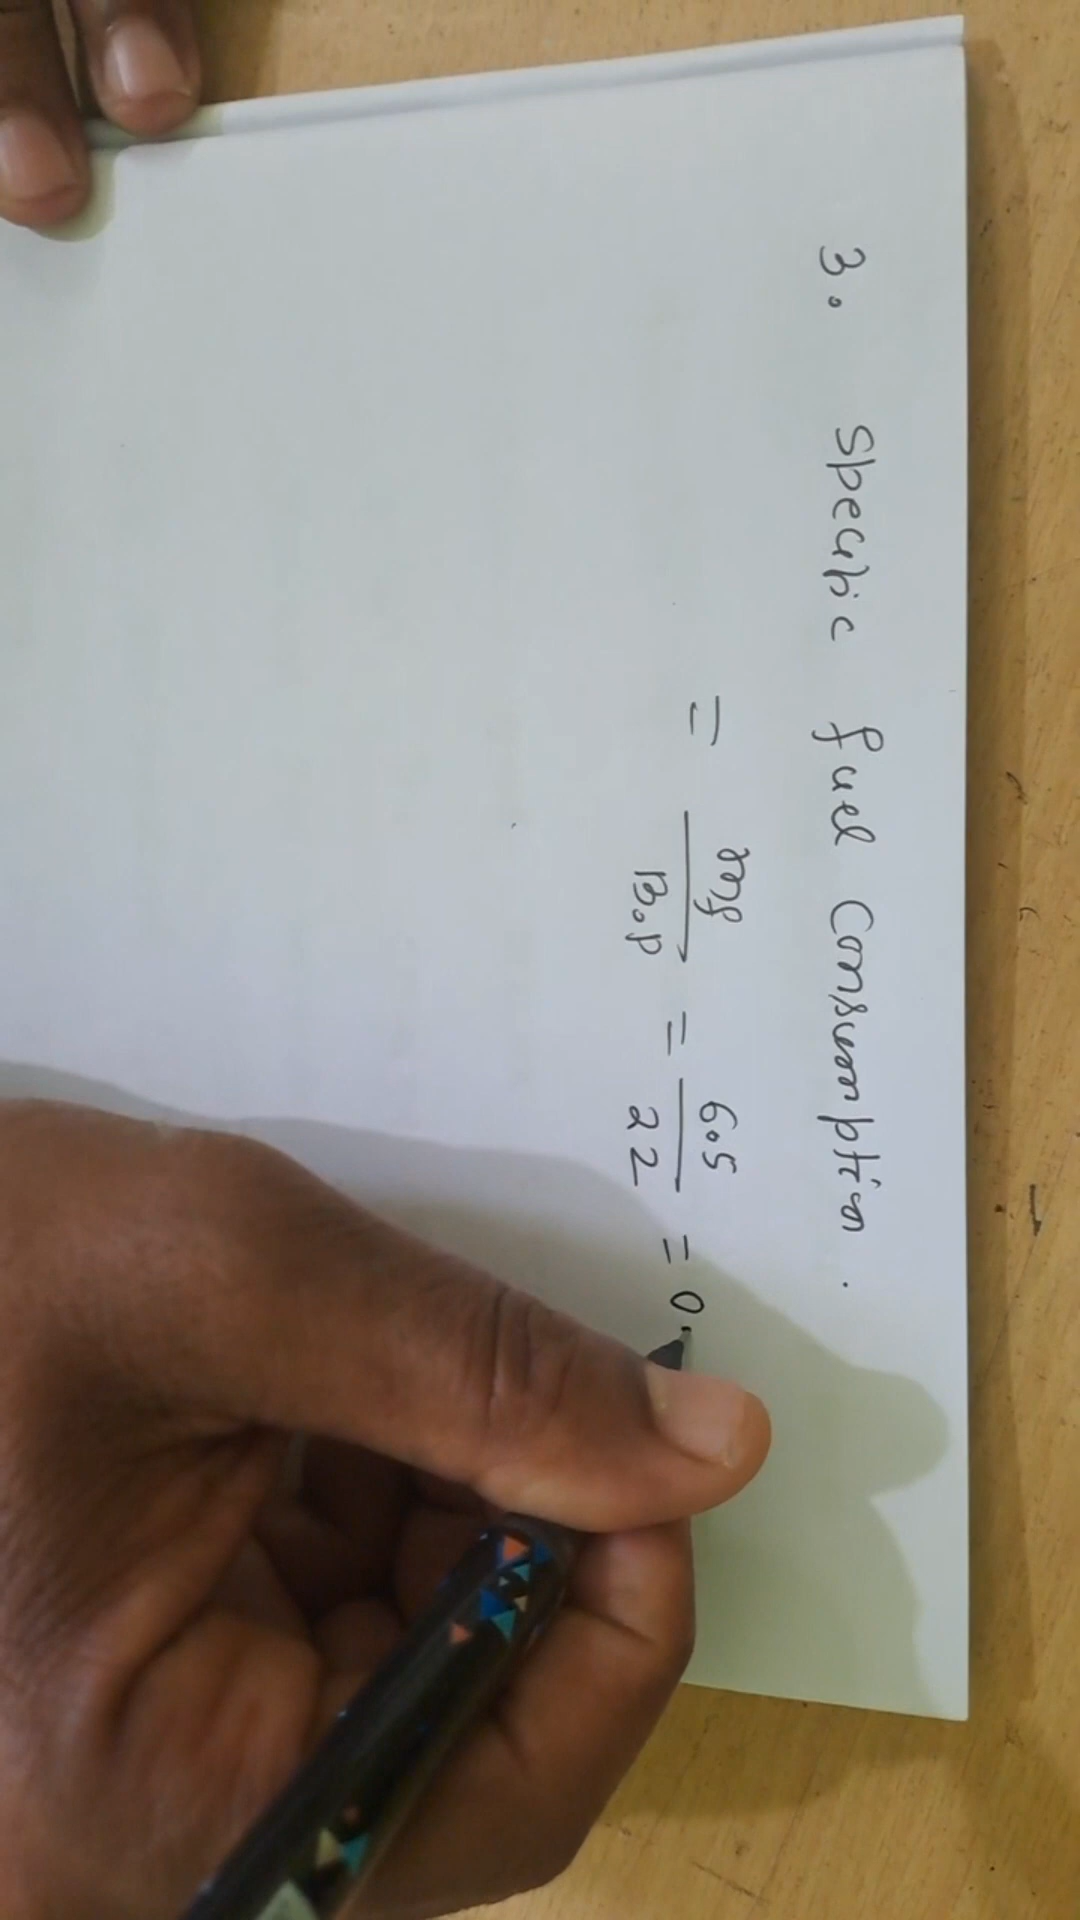 3. Specific fuel Consumption.
= mf / B.P = 6.5 / 22 = 0.